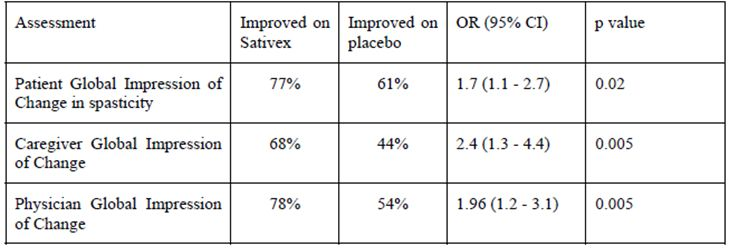 Assessment Improved on Sativex Improved on placebo OR (95% CI) p value
Patient Global Impression of Change in spasticity 77% 61% 1.7 (1.1 - 2.7) 0.02
Caregiver Global Impression of Change 68% 44% 2.4 (1.3 - 4.4) 0.005
Physician Global Impression of Change 78% 54% 1.96 (1.2 - 3.1) 0.005